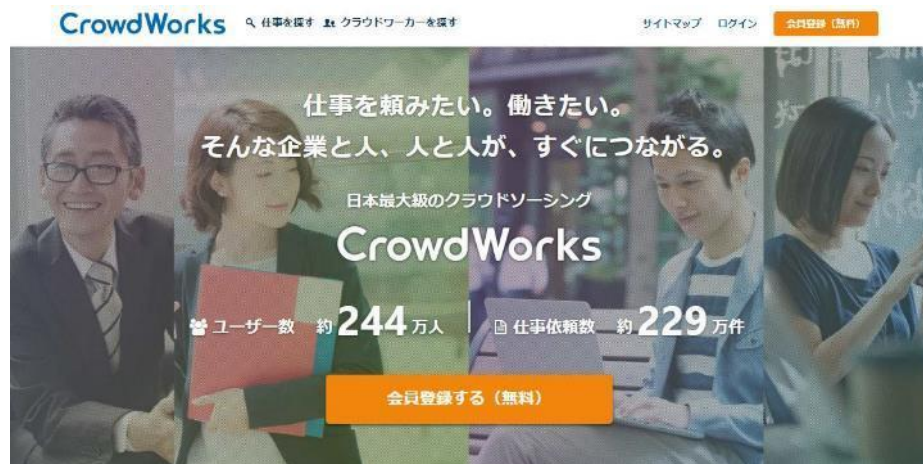 CrowdWorks 仕事を探す クラウドワーカーを探す サイトマップ ログイン 会員登録（無料）
仕事を頼みたい。働きたい。
そんな企業と人、人と人が、すぐにつながる。
日本最大級のクラウドソーシング
CrowdWorks
ユーザー数 約244万人 仕事依頼数 約229万件
会員登録する（無料）